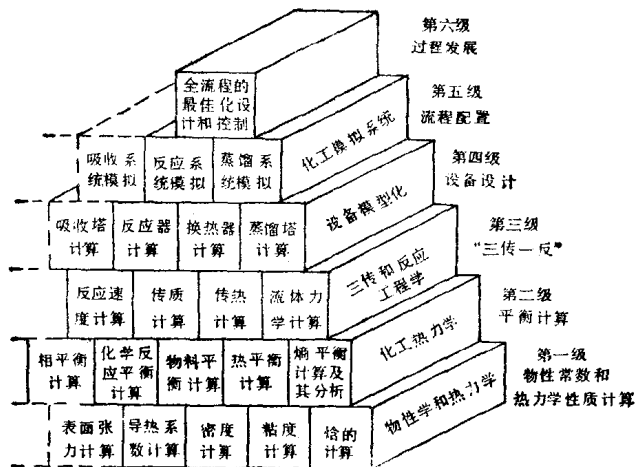 第六级
过程发展
全流程的
最佳化设
计和控制
第五级
流程配置
化工模拟系统
吸收系
统模拟
反应系
统模拟
蒸馏系
统模拟
第四级
设备设计
设备模型化
吸收塔
计算
反应器
计算
换热器
计算
蒸馏塔
计算
第三级
“三传一反”
三传和反应
工程学
反应速
度计算
传质
计算
传热
计算
流体力
学计算
第二级
平衡计算
化工热力学
相平衡
计算
化学反
应平衡
计算
物料平
衡计算
热平衡
计算
熵平衡
计算及
其分析
第一级
物性常数和
热力学性质计算
物性学和热力学
表面张
力计算
导热系
数计算
密度
计算
粘度
计算
焓的
计算